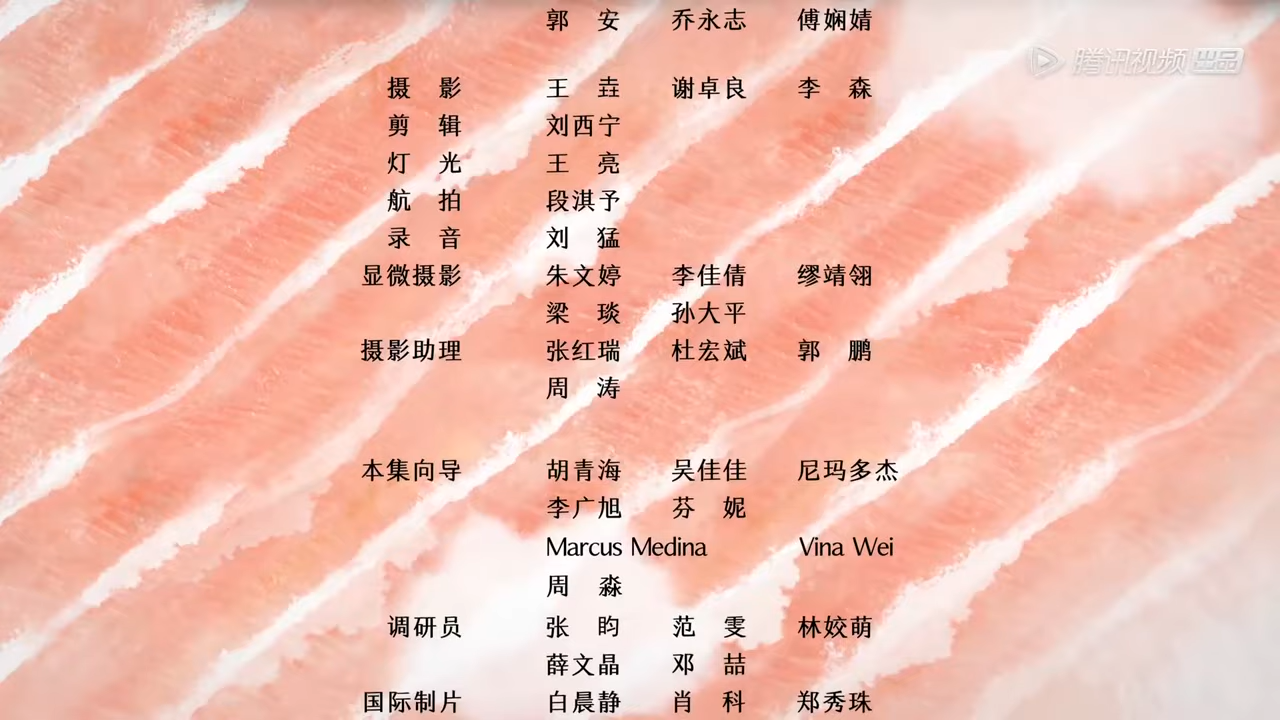 郭　安　乔永志　傅娴婧
腾讯视频 出品
摄　影　王　垚　谢卓良　李　森
剪　辑　刘西宁
灯　光　王　亮
航　拍　段淇予
录　音　刘　猛
显微摄影　朱文婷　李佳倩　缪靖翎
梁　琰　孙大平
摄影助理　张红瑞　杜宏斌　郭　鹏
周　涛
本集向导　胡青海　吴佳佳　尼玛多杰
李广旭　芬　妮
Marcus Medina　Vina Wei
周　淼
调研员　张　昀　范　雯　林姣萌
薛文晶　邓　喆
国际制片　白晨静　肖　科　郑秀珠